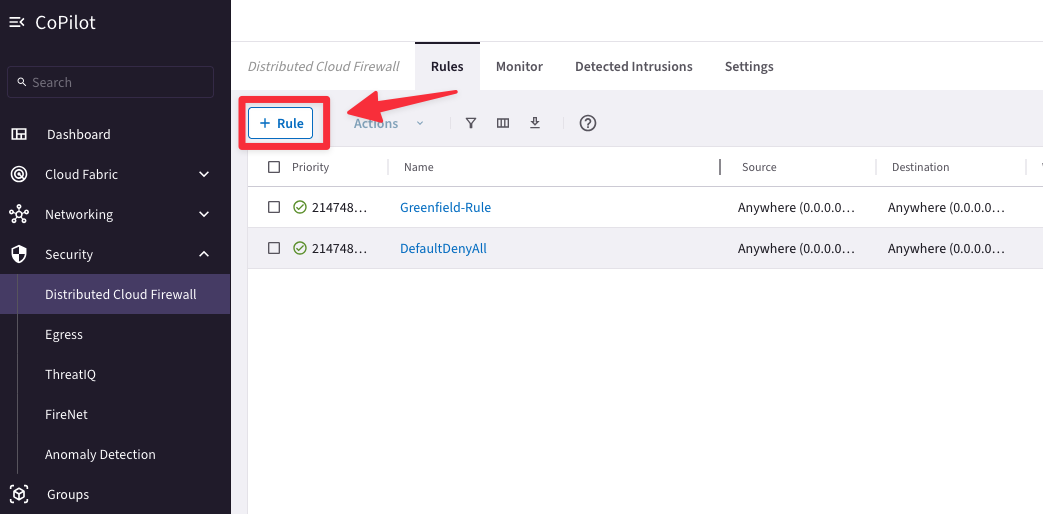 CoPilot
Search
Dashboard
Cloud Fabric
Networking
Security
Distributed Cloud Firewall
Egress
ThreatIQ
FireNet
Anomaly Detection
Groups
Distributed Cloud Firewall Rules Monitor Detected Intrusions Settings
+ Rule Actions
Priority Name Source Destination
214748... Greenfield-Rule Anywhere (0.0.0.0... Anywhere (0.0.0.0...
214748... DefaultDenyAll Anywhere (0.0.0.0... Anywhere (0.0.0.0...